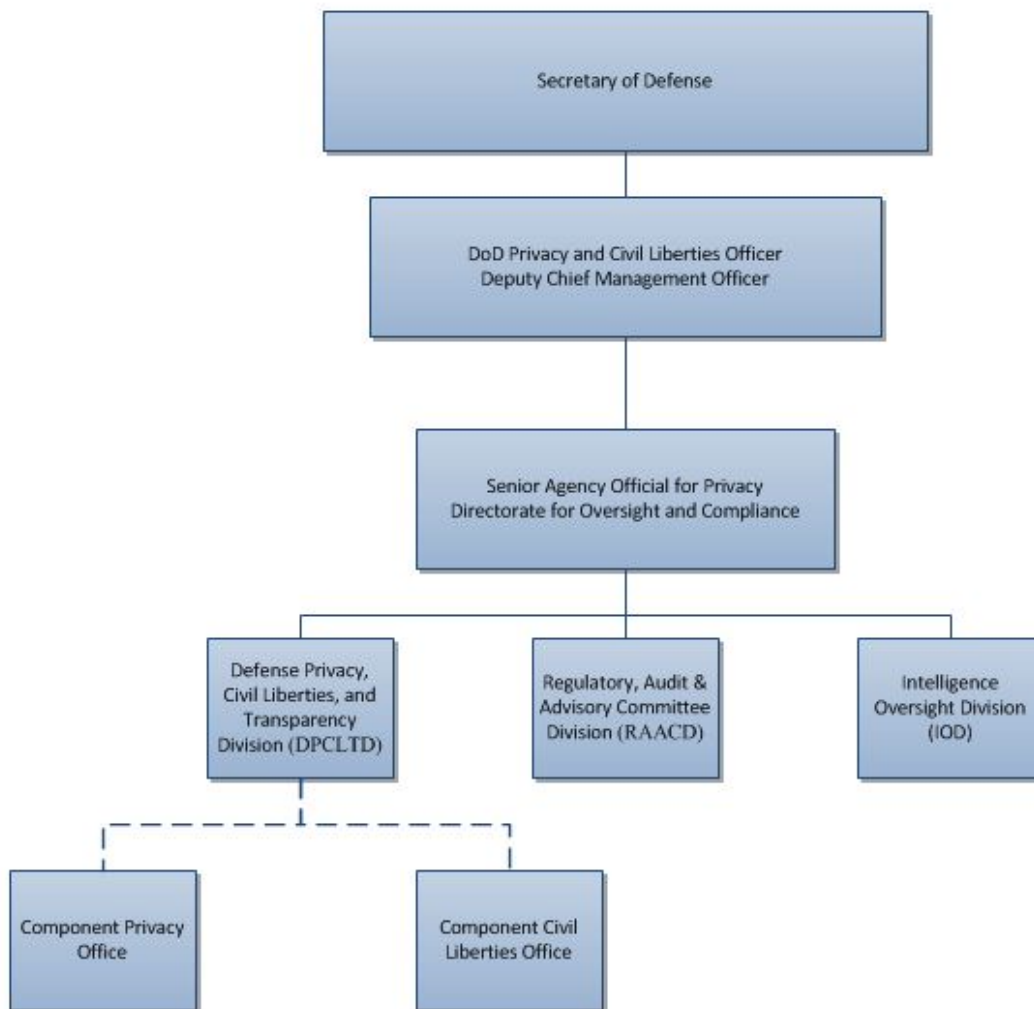 Secretary of Defense
DoD Privacy and Civil Liberties Officer
Deputy Chief Management Officer
Senior Agency Official for Privacy
Directorate for Oversight and Compliance
Defense Privacy,
Civil Liberties, and
Transparency
Division (DPCLTD)
Regulatory, Audit &
Advisory Committee
Division (RAACD)
Intelligence
Oversight Division
(IOD)
Component Privacy
Office
Component Civil
Liberties Office